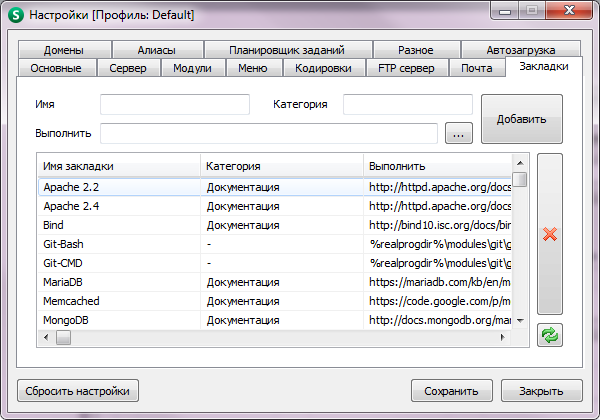 S Настройки [Профиль: Default]
Домены Алиасы Планировщик заданий Разное Автозагрузка
Основные Сервер Модули Меню Кодировки FTP сервер Почта Закладки
Имя Категория Добавить
Выполнить ...
Имя закладки Категория Выполнить
Apache 2.2 Документация http://httpd.apache.org/docs
Apache 2.4 Документация http://httpd.apache.org/docs
Bind Документация http://bind10.isc.org/docs/bin
Git-Bash - %realprogdir%\modules\git\g
Git-CMD - %realprogdir%\modules\git\g
MariaDB Документация https://mariadb.com/kb/en/m
Memcached Документация https://code.google.com/p/m
MongoDB Документация http://docs.mongodb.org/mar
Сбросить настройки Сохранить Закрыть